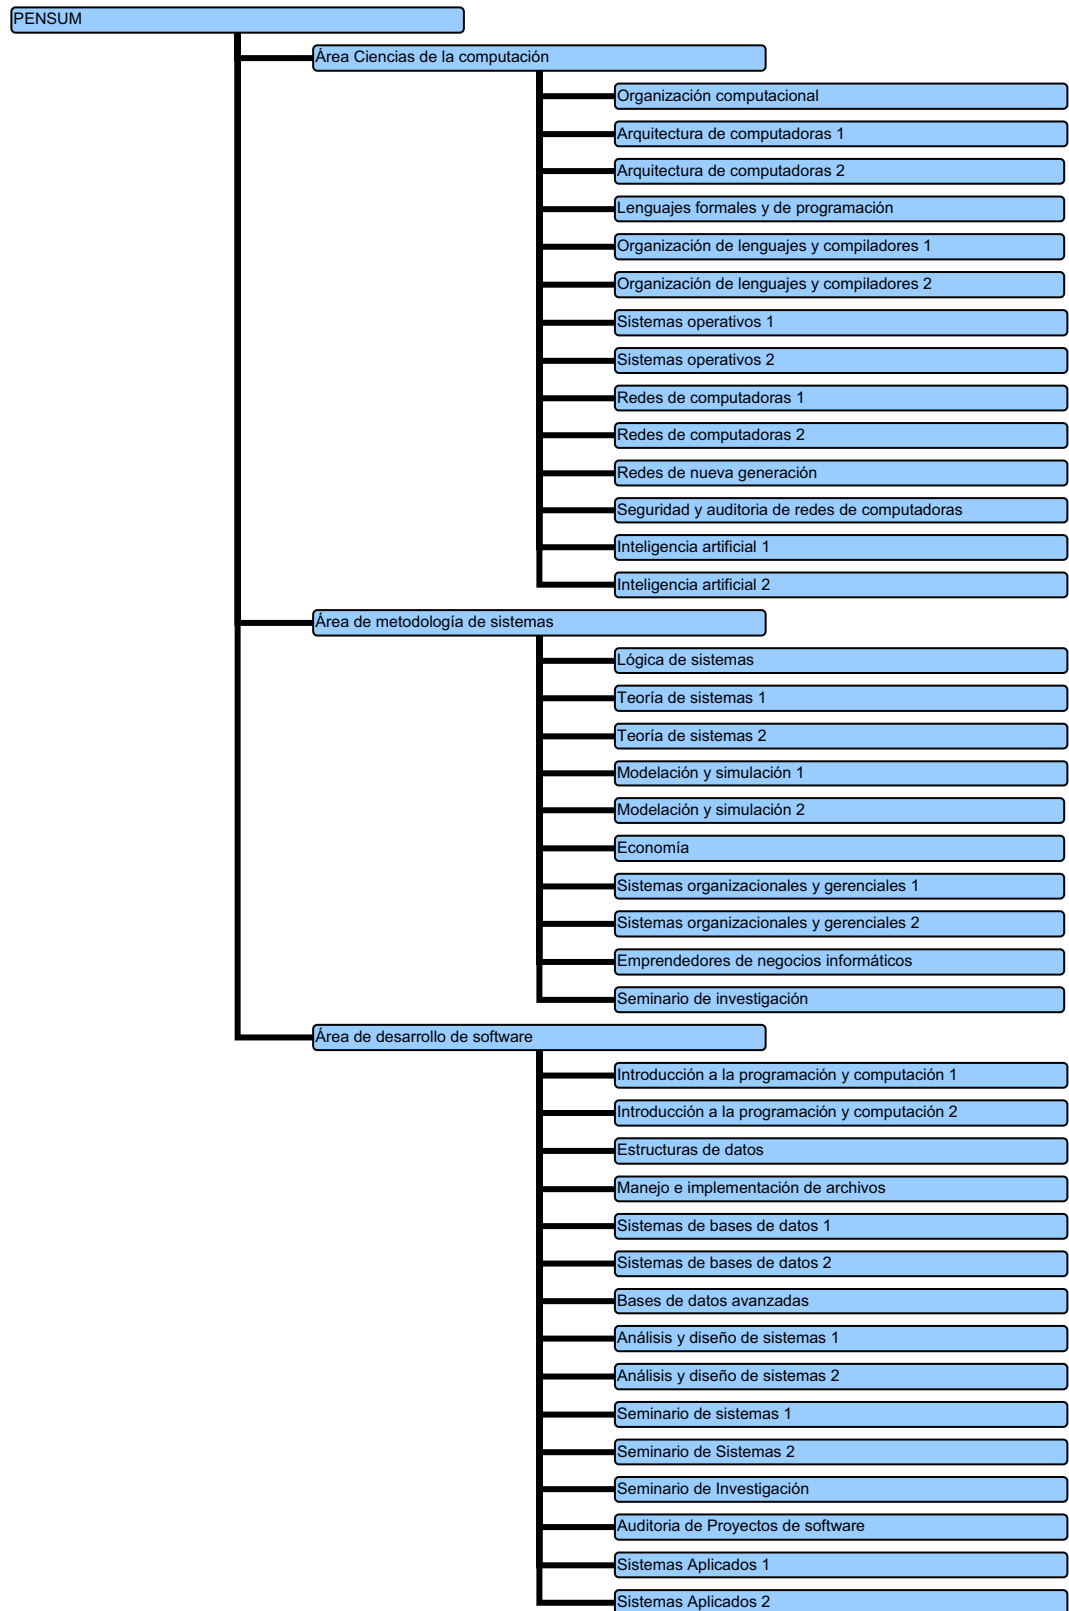 PENSUM
Área Ciencias de la computación
Organización computacional
Arquitectura de computadoras 1
Arquitectura de computadoras 2
Lenguajes formales y de programación
Organización de lenguajes y compiladores 1
Organización de lenguajes y compiladores 2
Sistemas operativos 1
Sistemas operativos 2
Redes de computadoras 1
Redes de computadoras 2
Redes de nueva generación
Seguridad y auditoria de redes de computadoras
Inteligencia artificial 1
Inteligencia artificial 2
Área de metodología de sistemas
Lógica de sistemas
Teoría de sistemas 1
Teoría de sistemas 2
Modelación y simulación 1
Modelación y simulación 2
Economía
Sistemas organizacionales y gerenciales 1
Sistemas organizacionales y gerenciales 2
Emprendedores de negocios informáticos
Seminario de investigación
Área de desarrollo de software
Introducción a la programación y computación 1
Introducción a la programación y computación 2
Estructuras de datos
Manejo e implementación de archivos
Sistemas de bases de datos 1
Sistemas de bases de datos 2
Bases de datos avanzadas
Análisis y diseño de sistemas 1
Análisis y diseño de sistemas 2
Seminario de sistemas 1
Seminario de Sistemas 2
Seminario de Investigación
Auditoria de Proyectos de software
Sistemas Aplicados 1
Sistemas Aplicados 2